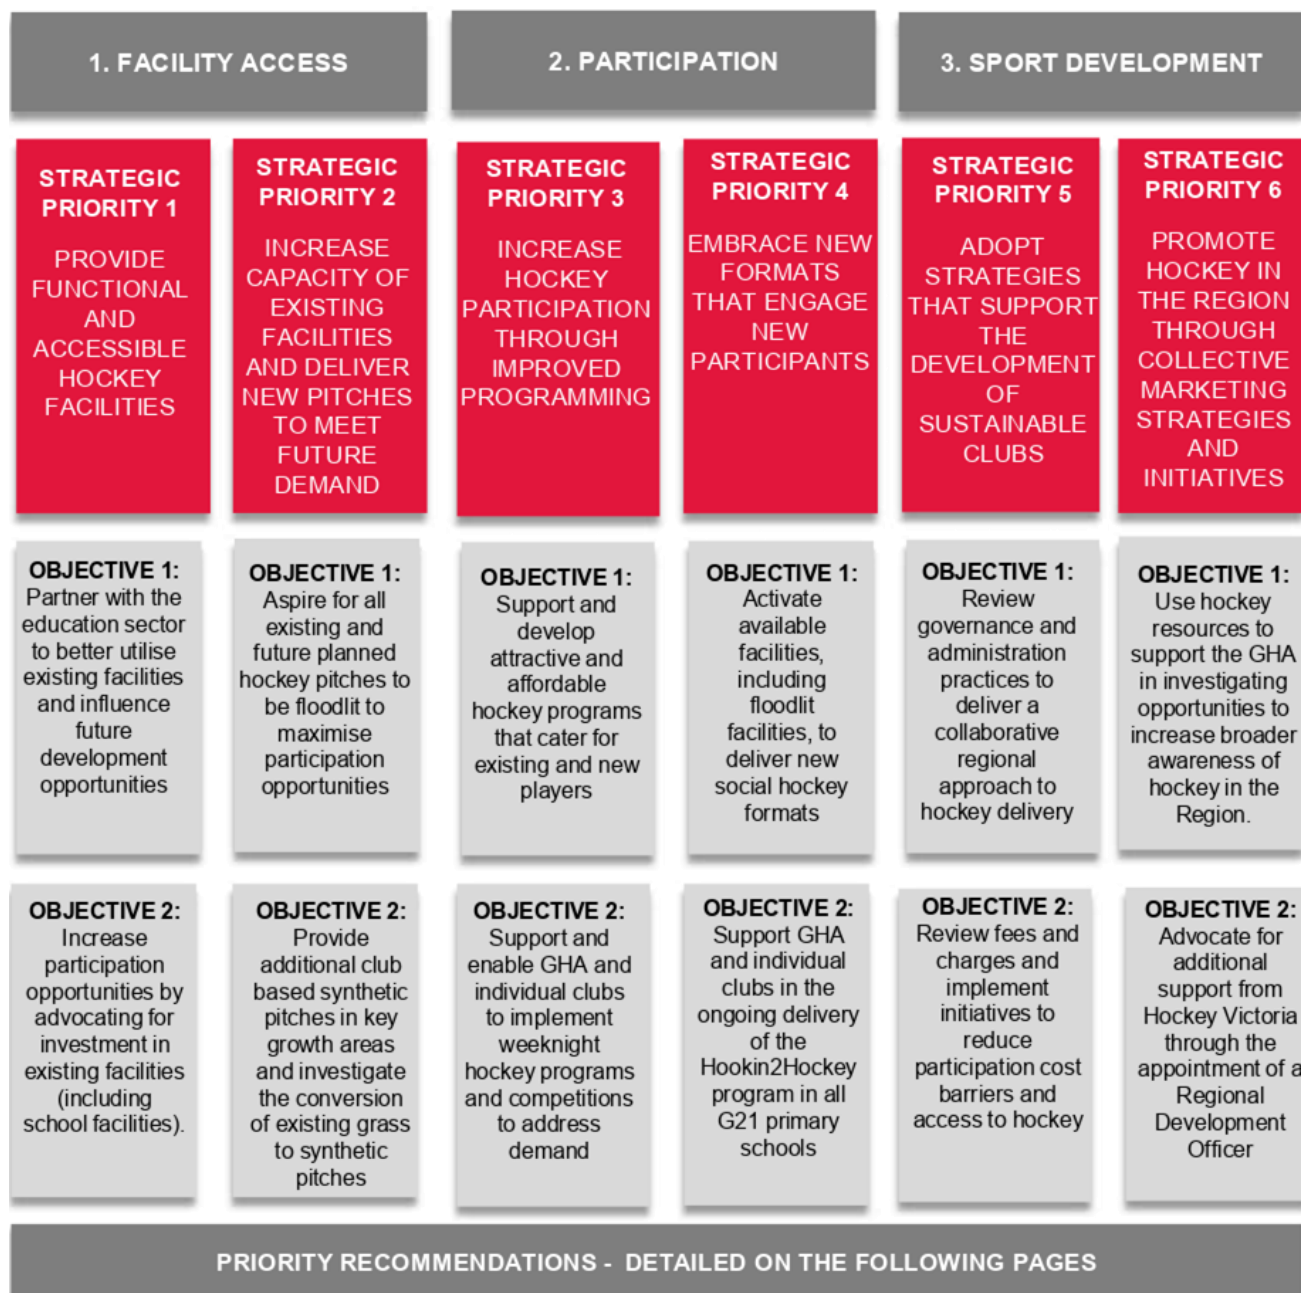 1. FACILITY ACCESS
2. PARTICIPATION
3. SPORT DEVELOPMENT
STRATEGIC
PRIORITY 1
PROVIDE
FUNCTIONAL
AND
ACCESSIBLE
HOCKEY
FACILITIES
STRATEGIC
PRIORITY 2
INCREASE
CAPACITY OF
EXISTING
FACILITIES
AND DELIVER
NEW PITCHES
TO MEET
FUTURE
DEMAND
STRATEGIC
PRIORITY 3
INCREASE
HOCKEY
PARTICIPATION
THROUGH
IMPROVED
PROGRAMMING
STRATEGIC
PRIORITY 4
EMBRACE NEW
FORMATS
THAT ENGAGE
NEW
PARTICIPANTS
STRATEGIC
PRIORITY 5
ADOPT
STRATEGIES
THAT SUPPORT
THE
DEVELOPMENT
OF
SUSTAINABLE
CLUBS
STRATEGIC
PRIORITY 6
PROMOTE
HOCKEY IN
THE REGION
THROUGH
COLLECTIVE
MARKETING
STRATEGIES
AND
INITIATIVES
OBJECTIVE 1:
Partner with the
education sector
to better utilise
existing facilities
and influence
future
development
opportunities
OBJECTIVE 1:
Aspire for all
existing and
future planned
hockey pitches to
be floodlit to
maximise
participation
opportunities
OBJECTIVE 1:
Support and
develop
attractive and
affordable
hockey programs
that cater for
existing and new
players
OBJECTIVE 1:
Activate
available
facilities,
including
floodlit
facilities, to
deliver new
social hockey
formats
OBJECTIVE 1:
Review
governance and
administration
practices to
deliver a
collaborative
regional
approach to
hockey delivery
OBJECTIVE 1:
Use hockey
resources to
support the GHA
in investigating
opportunities to
increase broader
awareness of
hockey in the
Region.
OBJECTIVE 2:
Increase
participation
opportunities by
advocating for
investment in
existing facilities
(including
school facilities).
OBJECTIVE 2:
Provide
additional club
based synthetic
pitches in key
growth areas
and investigate
the conversion
of existing grass
to synthetic
pitches
OBJECTIVE 2:
Support and
enable GHA and
individual clubs
to implement
weeknight
hockey programs
and competitions
to address
demand
OBJECTIVE 2:
Support GHA
and individual
clubs in the
ongoing delivery
of the
Hookin2Hockey
program in all
G21 primary
schools
OBJECTIVE 2:
Review fees and
charges and
implement
initiatives to
reduce
participation cost
barriers and
access to hockey
OBJECTIVE 2:
Advocate for
additional
support from
Hockey Victoria
through the
appointment of a
Regional
Development
Officer
PRIORITY RECOMMENDATIONS - DETAILED ON THE FOLLOWING PAGES